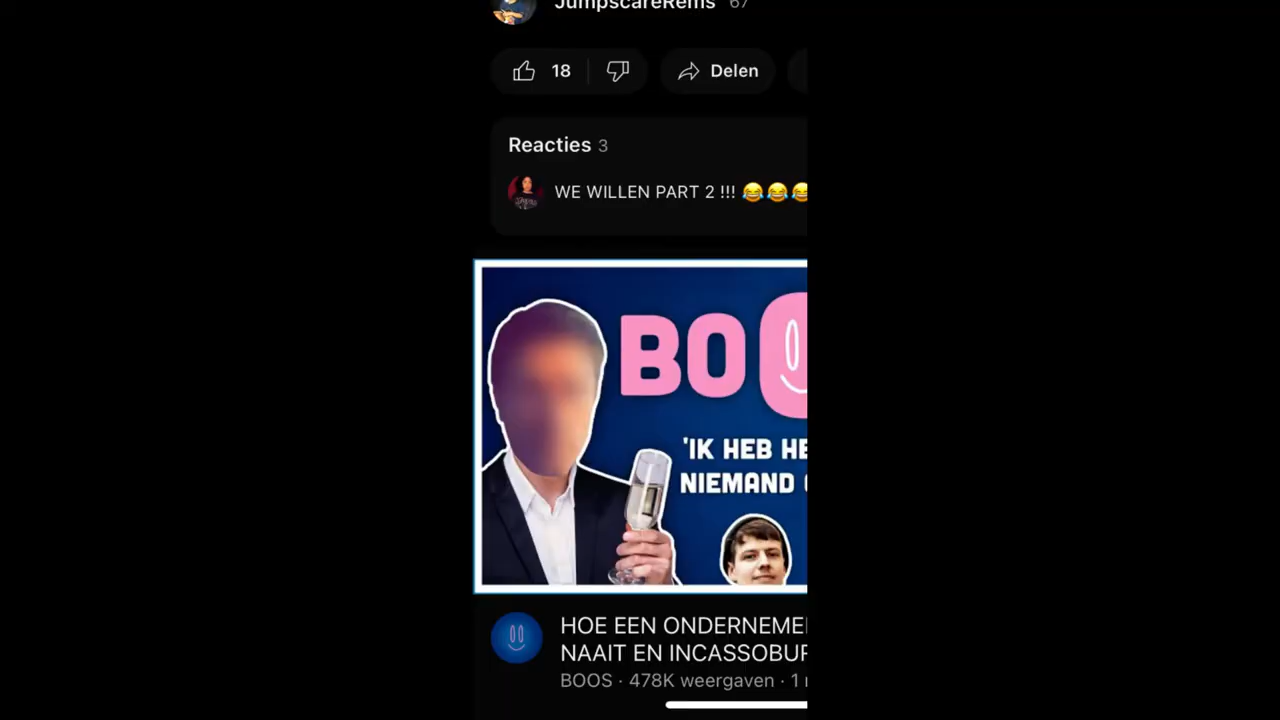 JumpscareRems 67
18 Delen
Reacties 3
WE WILLEN PART 2 !!! 😂😂😂
BOO
'IK HEB HE
NIEMAND
HOE EEN ONDERNEME
NAAIT EN INCASSOBUR
BOOS · 478K weergaven · 1